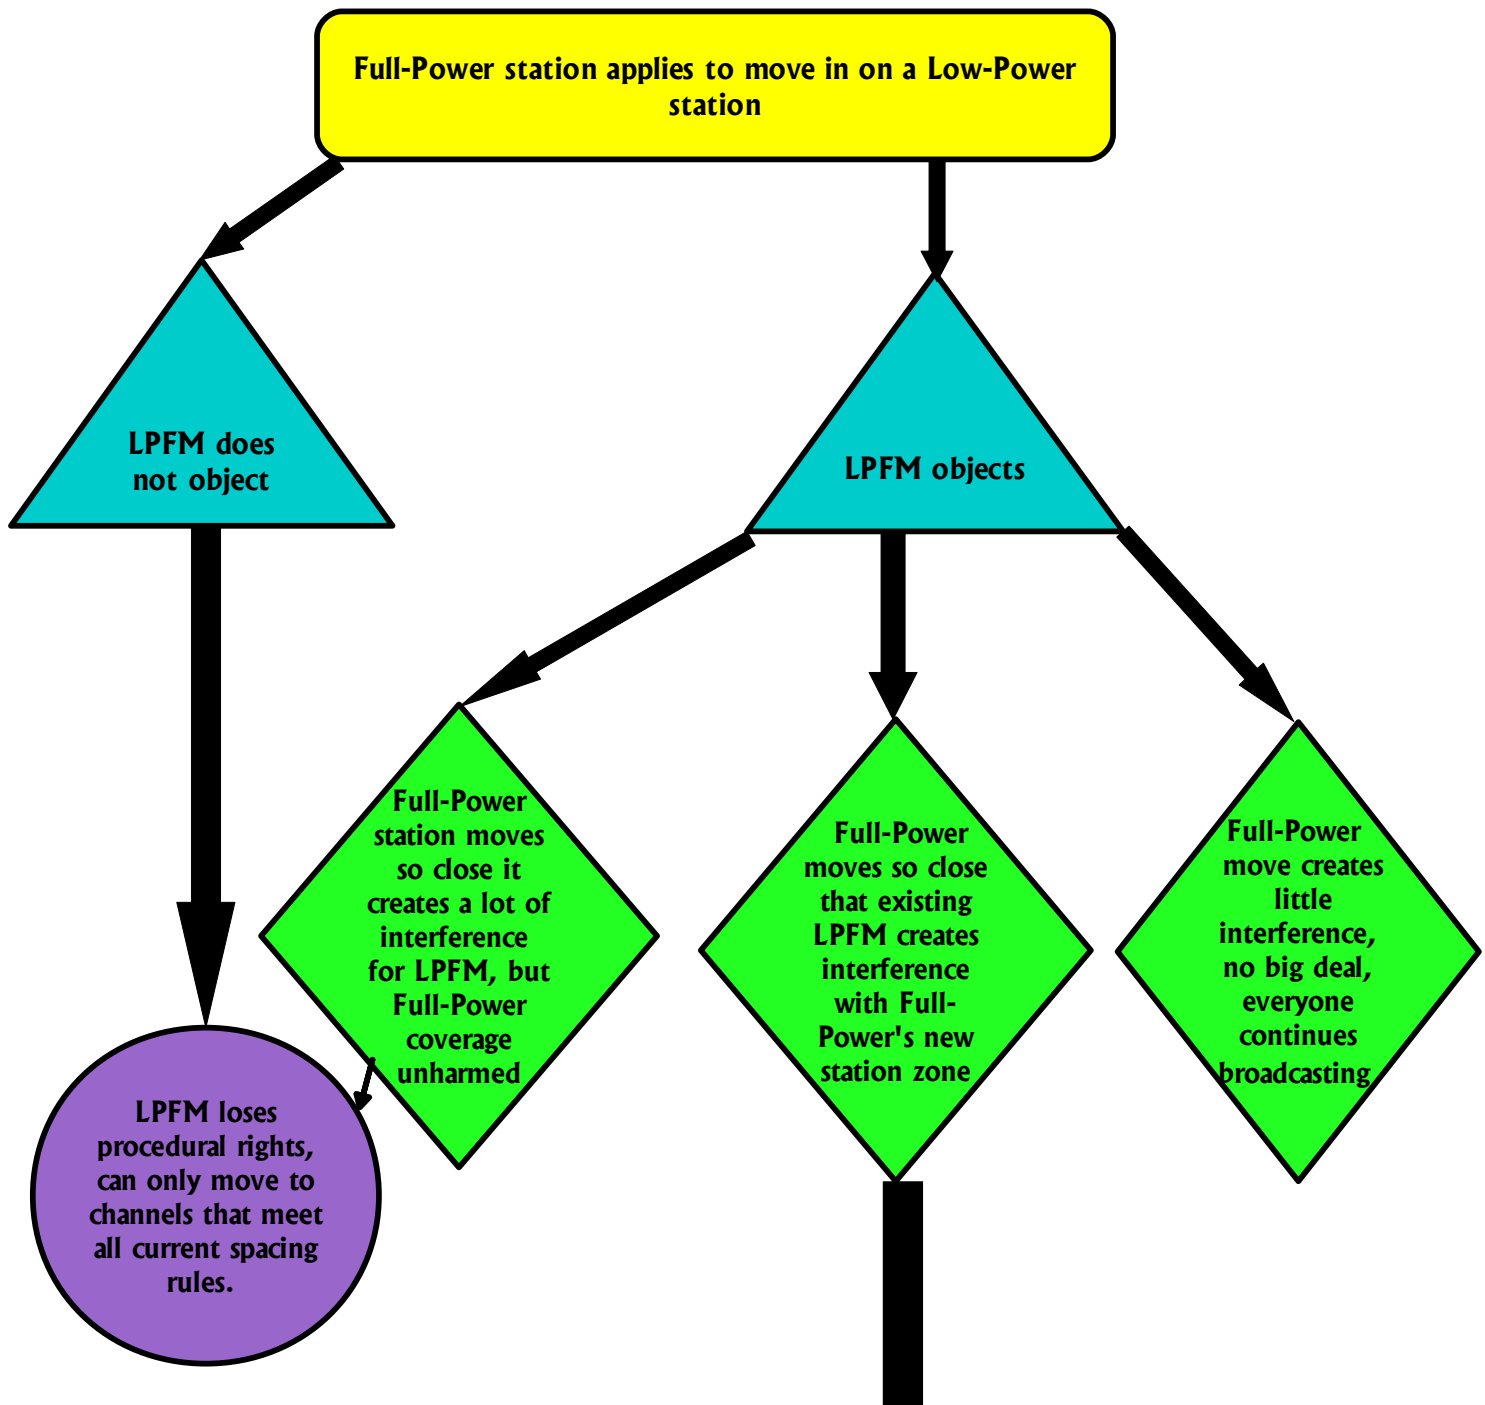 Full-Power station applies to move in on a Low-Power
station
LPFM does
not object
LPFM objects
Full-Power
station moves
so close it
creates a lot of
interference
for LPFM, but
Full-Power
coverage
unharmed
Full-Power
moves so close
that existing
LPFM creates
interference
with Full-
Power's new
station zone
Full-Power
move creates
little
interference,
no big deal,
everyone
continues
broadcasting
LPFM loses
procedural rights,
can only move to
channels that meet
all current spacing
rules.